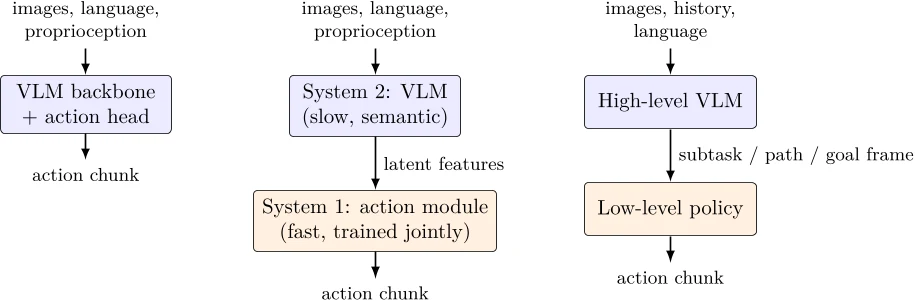 images, language,
proprioception
VLM backbone
+ action head
action chunk
images, language,
proprioception
System 2: VLM
(slow, semantic)
latent features
System 1: action module
(fast, trained jointly)
action chunk
images, history,
language
High-level VLM
subtask / path / goal frame
Low-level policy
action chunk